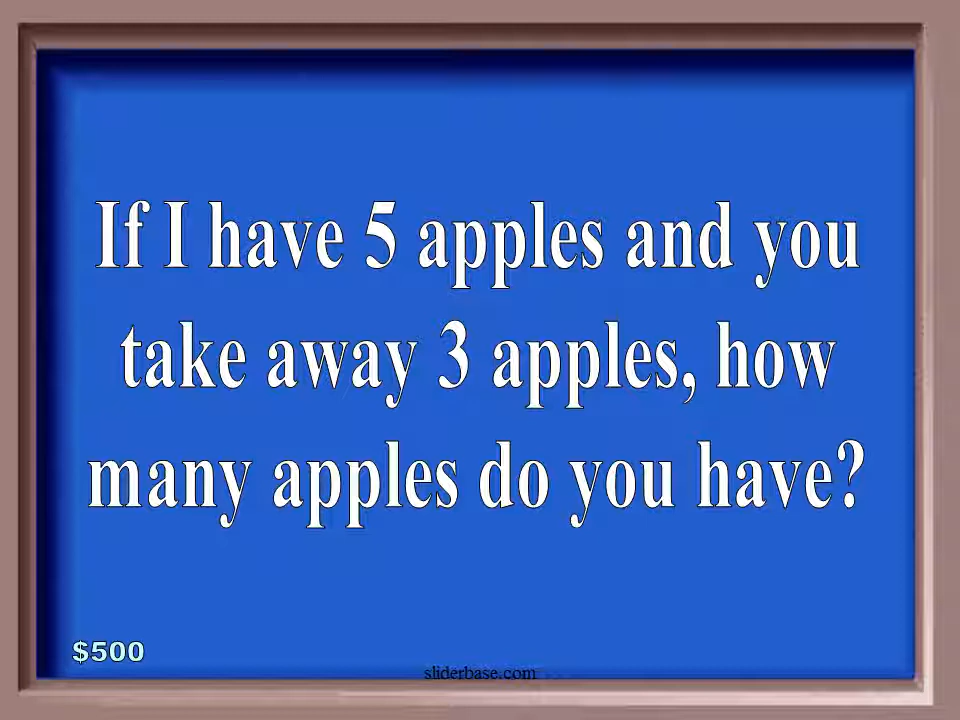 If I have 5 apples and you
take away 3 apples, how
many apples do you have?
$500
sliderbase.com